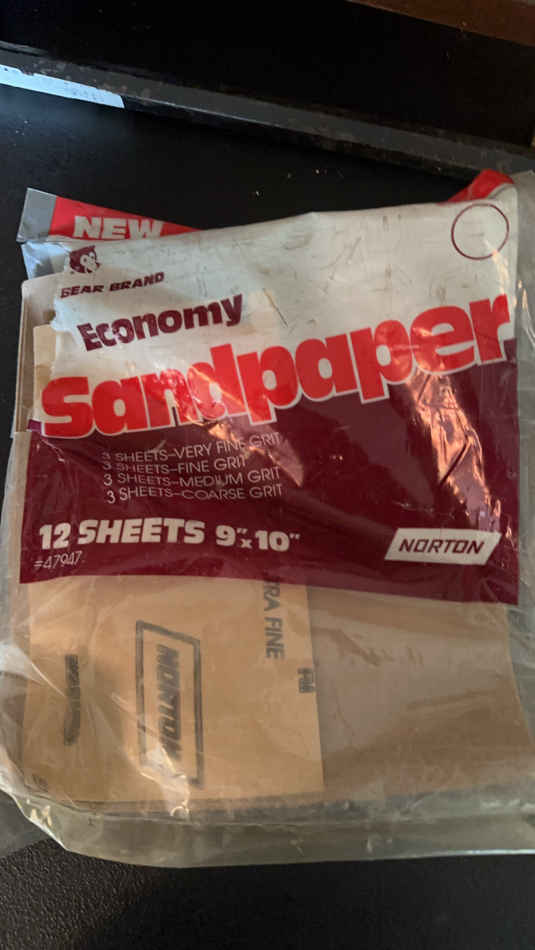 NEW
BEAR BRAND
Economy
Sandpaper
3 SHEETS–VERY FINE GRIT
3 SHEETS–FINE GRIT
3 SHEETS–MEDIUM GRIT
3 SHEETS–COARSE GRIT
12 SHEETS 9"x10"
#47947
NORTON
RA FINE
NORTON